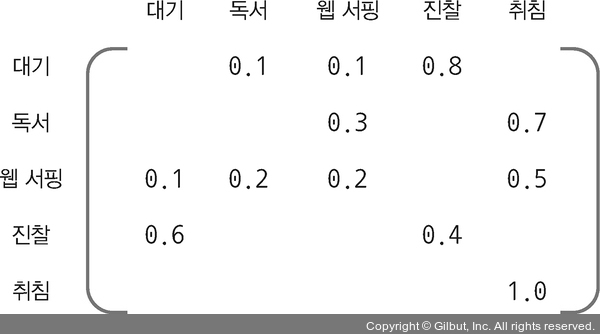 대기 독서 웹 서핑 진찰 취침
대기 0.1 0.1 0.8
독서 0.3 0.7
웹 서핑 0.1 0.2 0.2 0.5
진찰 0.6 0.4
취침 1.0
Copyright © Gilbut, Inc. All rights reserved.